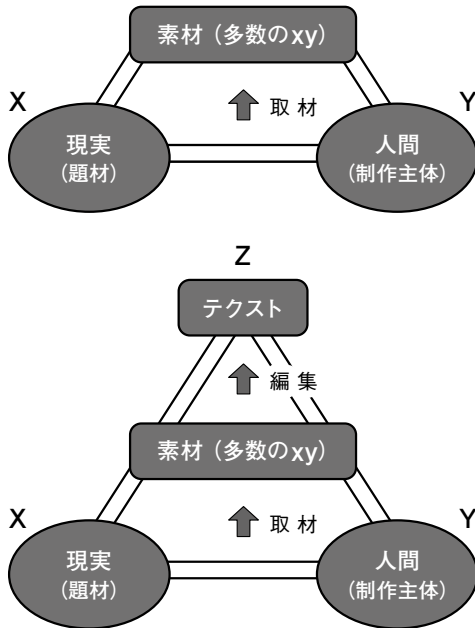 素材（多数のxy）
X
Y
取材
現実
（題材）
人間
（制作主体）
Z
テクスト
編集
素材（多数のxy）
X
Y
取材
現実
（題材）
人間
（制作主体）